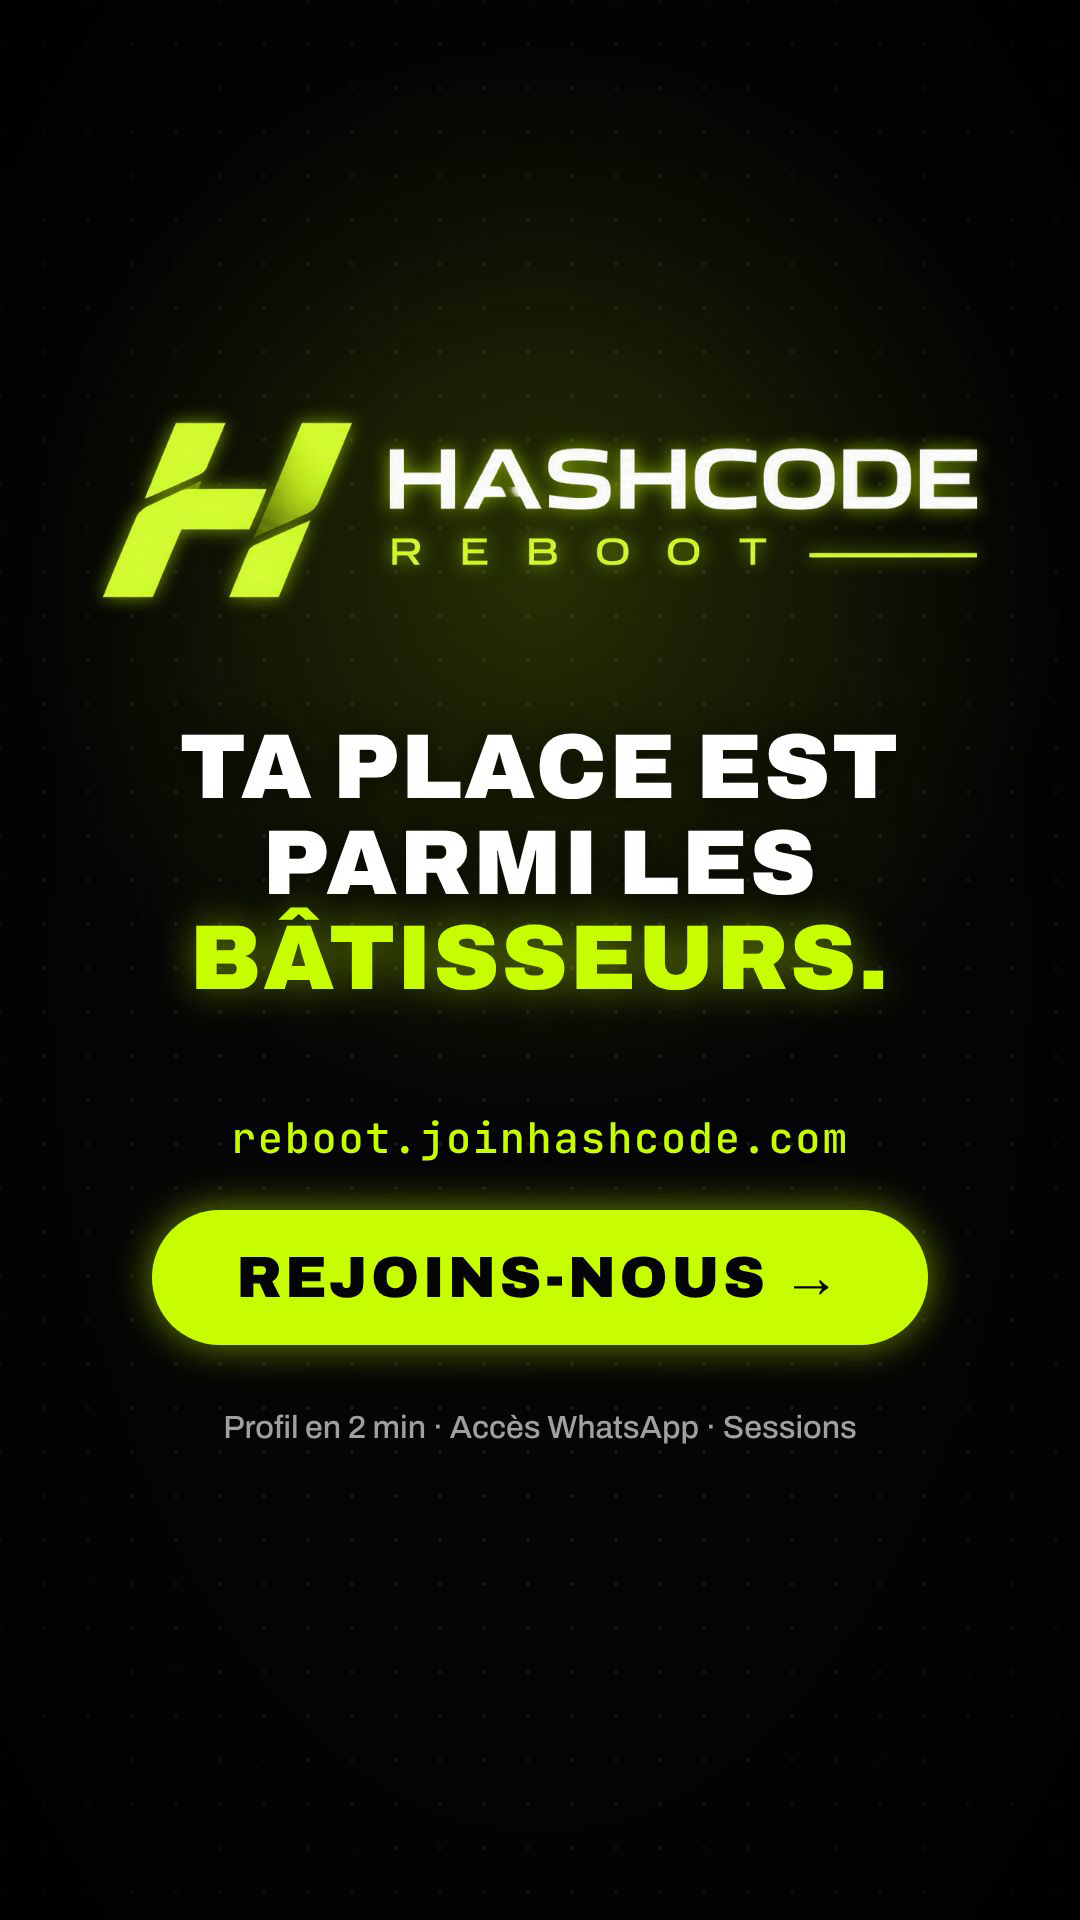 HASHCODE
REBOOT
TA PLACE EST
PARMI LES
BÂTISSEURS.
reboot.joinhashcode.com
REJOINS-NOUS →
Profil en 2 min · Accès WhatsApp · Sessions